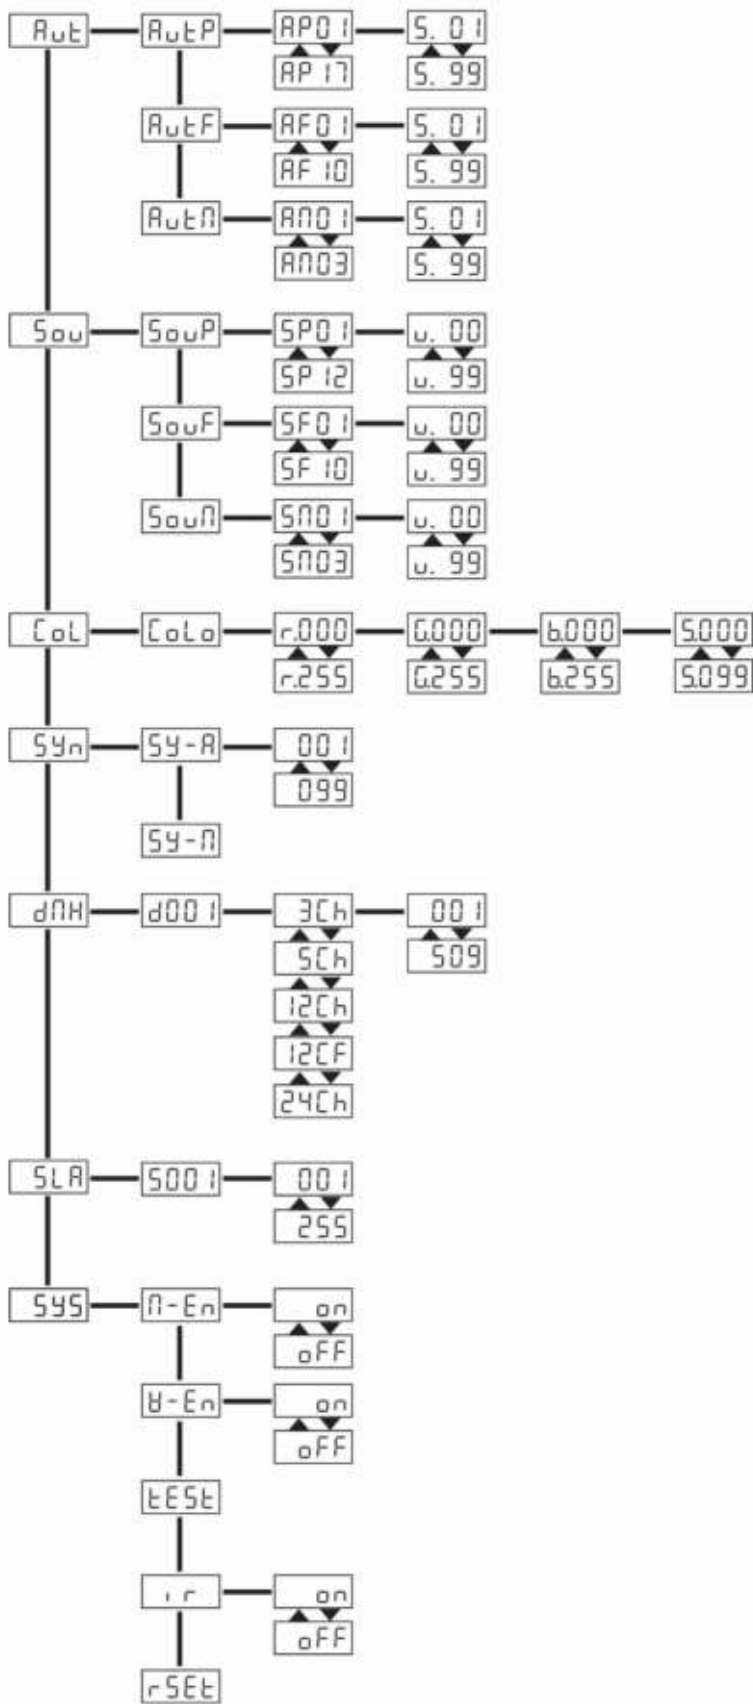 Aut AutP AP01 S. 01
AP17 S. 99
AutF AF01 S. 01
AF10 S. 99
AutM AM01 S. 01
AM03 S. 99
Sou SouP SP01 u. 00
SP12 u. 99
SouF SF01 u. 00
SF10 u. 99
SouM SM01 u. 00
SM03 u. 99
CoL CoLo r.000 G.000 b.000 S.000
r.255 G.255 b.255 S.099
SYn SY-A 001
099
SY-M
dMX d001 3Ch 001
5Ch 509
12Ch
12CF
24Ch
SLA S001 001
255
SYS M-En on
oFF
W-En on
oFF
tESt
ir on
oFF
rSEt